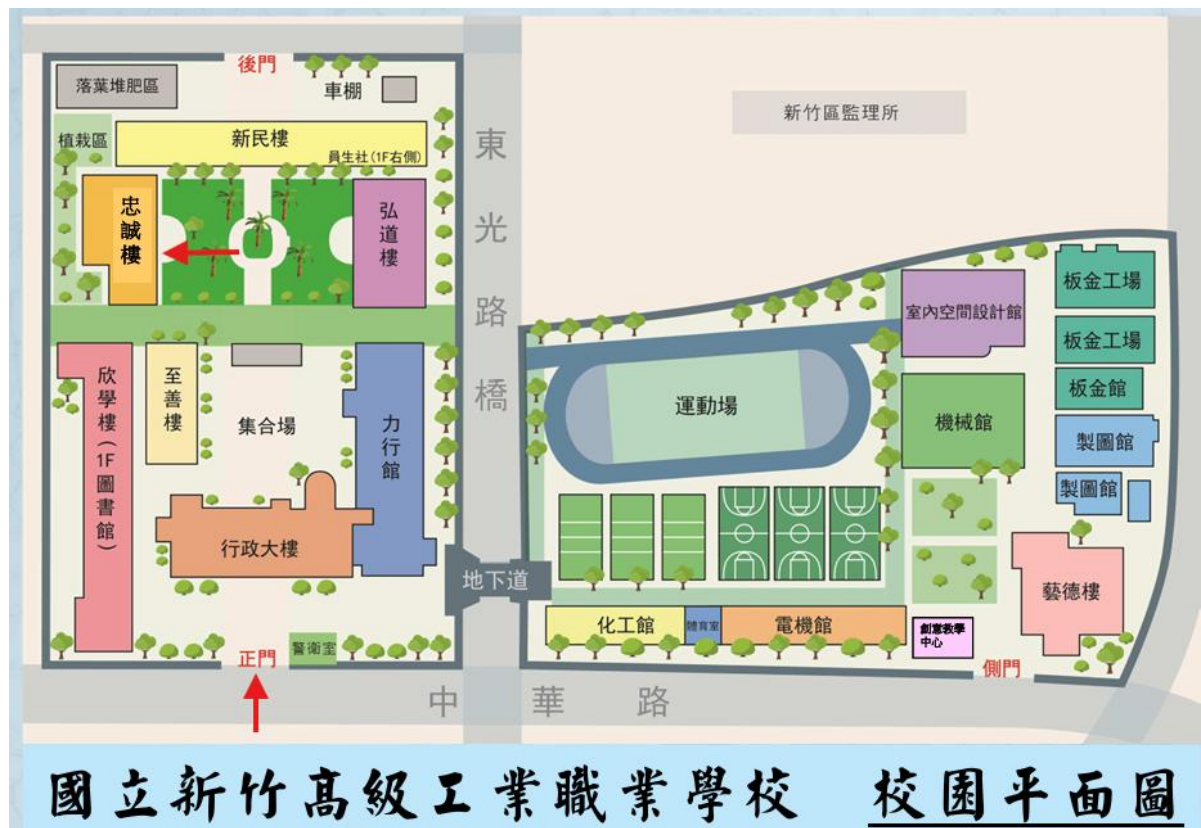 後門
落葉堆肥區
車棚
新竹區監理所
植栽區
新民樓
員生社(1F右側)
東光路橋
忠誠樓
弘道樓
板金工場
室內空間設計館
板金工場
欣學樓(1F圖書館)
至善樓
集合場
力行館
運動場
板金館
機械館
製圖館
製圖館
行政大樓
地下道
藝德樓
化工館
體育室
電機館
創意教學
中心
警衛室
正門
側門
中華路
國立新竹高級工業職業學校 校園平面圖